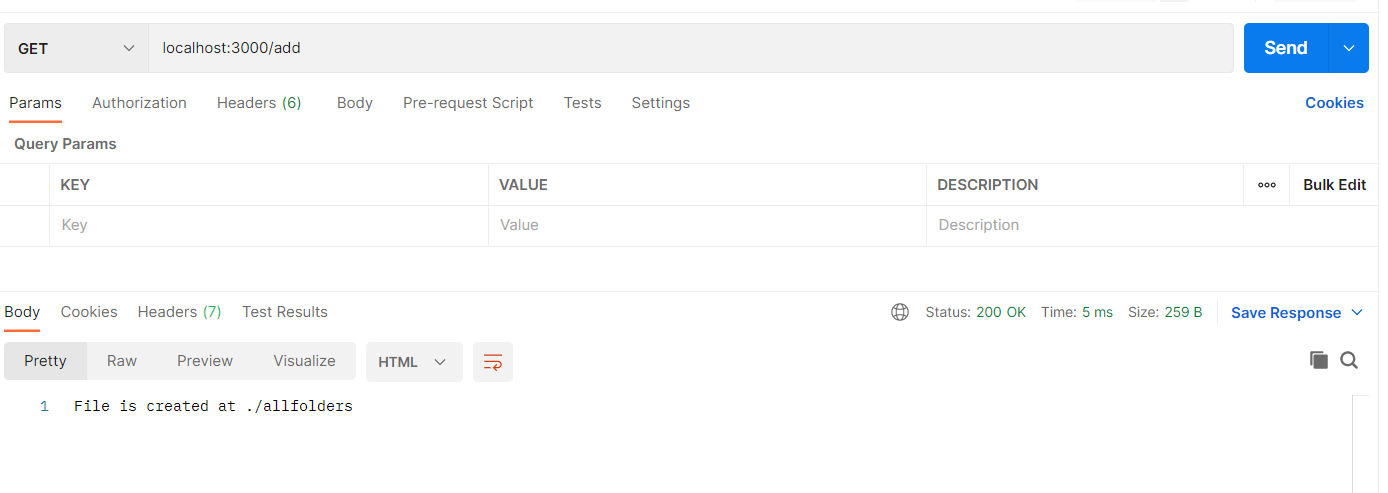 GET localhost:3000/add Send
Params Authorization Headers (6) Body Pre-request Script Tests Settings Cookies
Query Params
KEY VALUE DESCRIPTION Bulk Edit
Key Value Description
Body Cookies Headers (7) Test Results Status: 200 OK Time: 5 ms Size: 259 B Save Response
Pretty Raw Preview Visualize HTML
1 File is created at ./allfolders